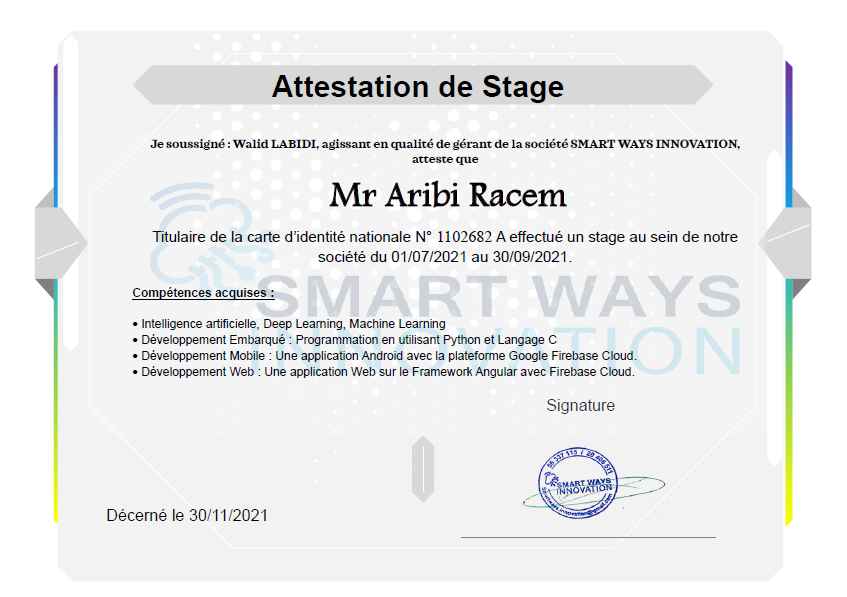 Attestation de Stage
Je soussigné : Walid LABIDI, agissant en qualité de gérant de la société SMART WAYS INNOVATION,
atteste que
Mr Aribi Racem
Titulaire de la carte d'identité nationale N° 1102682 A effectué un stage au sein de notre
société du 01/07/2021 au 30/09/2021.
SMART WAYS
INNOVATION
Compétences acquises :
• Intelligence artificielle, Deep Learning, Machine Learning
• Développement Embarqué : Programmation en utilisant Python et Langage C
• Développement Mobile : Une application Android avec la plateforme Google Firebase Cloud.
• Développement Web : Une application Web sur le Framework Angular avec Firebase Cloud.
Signature
SMART WAYS
INNOVATION
Décerné le 30/11/2021